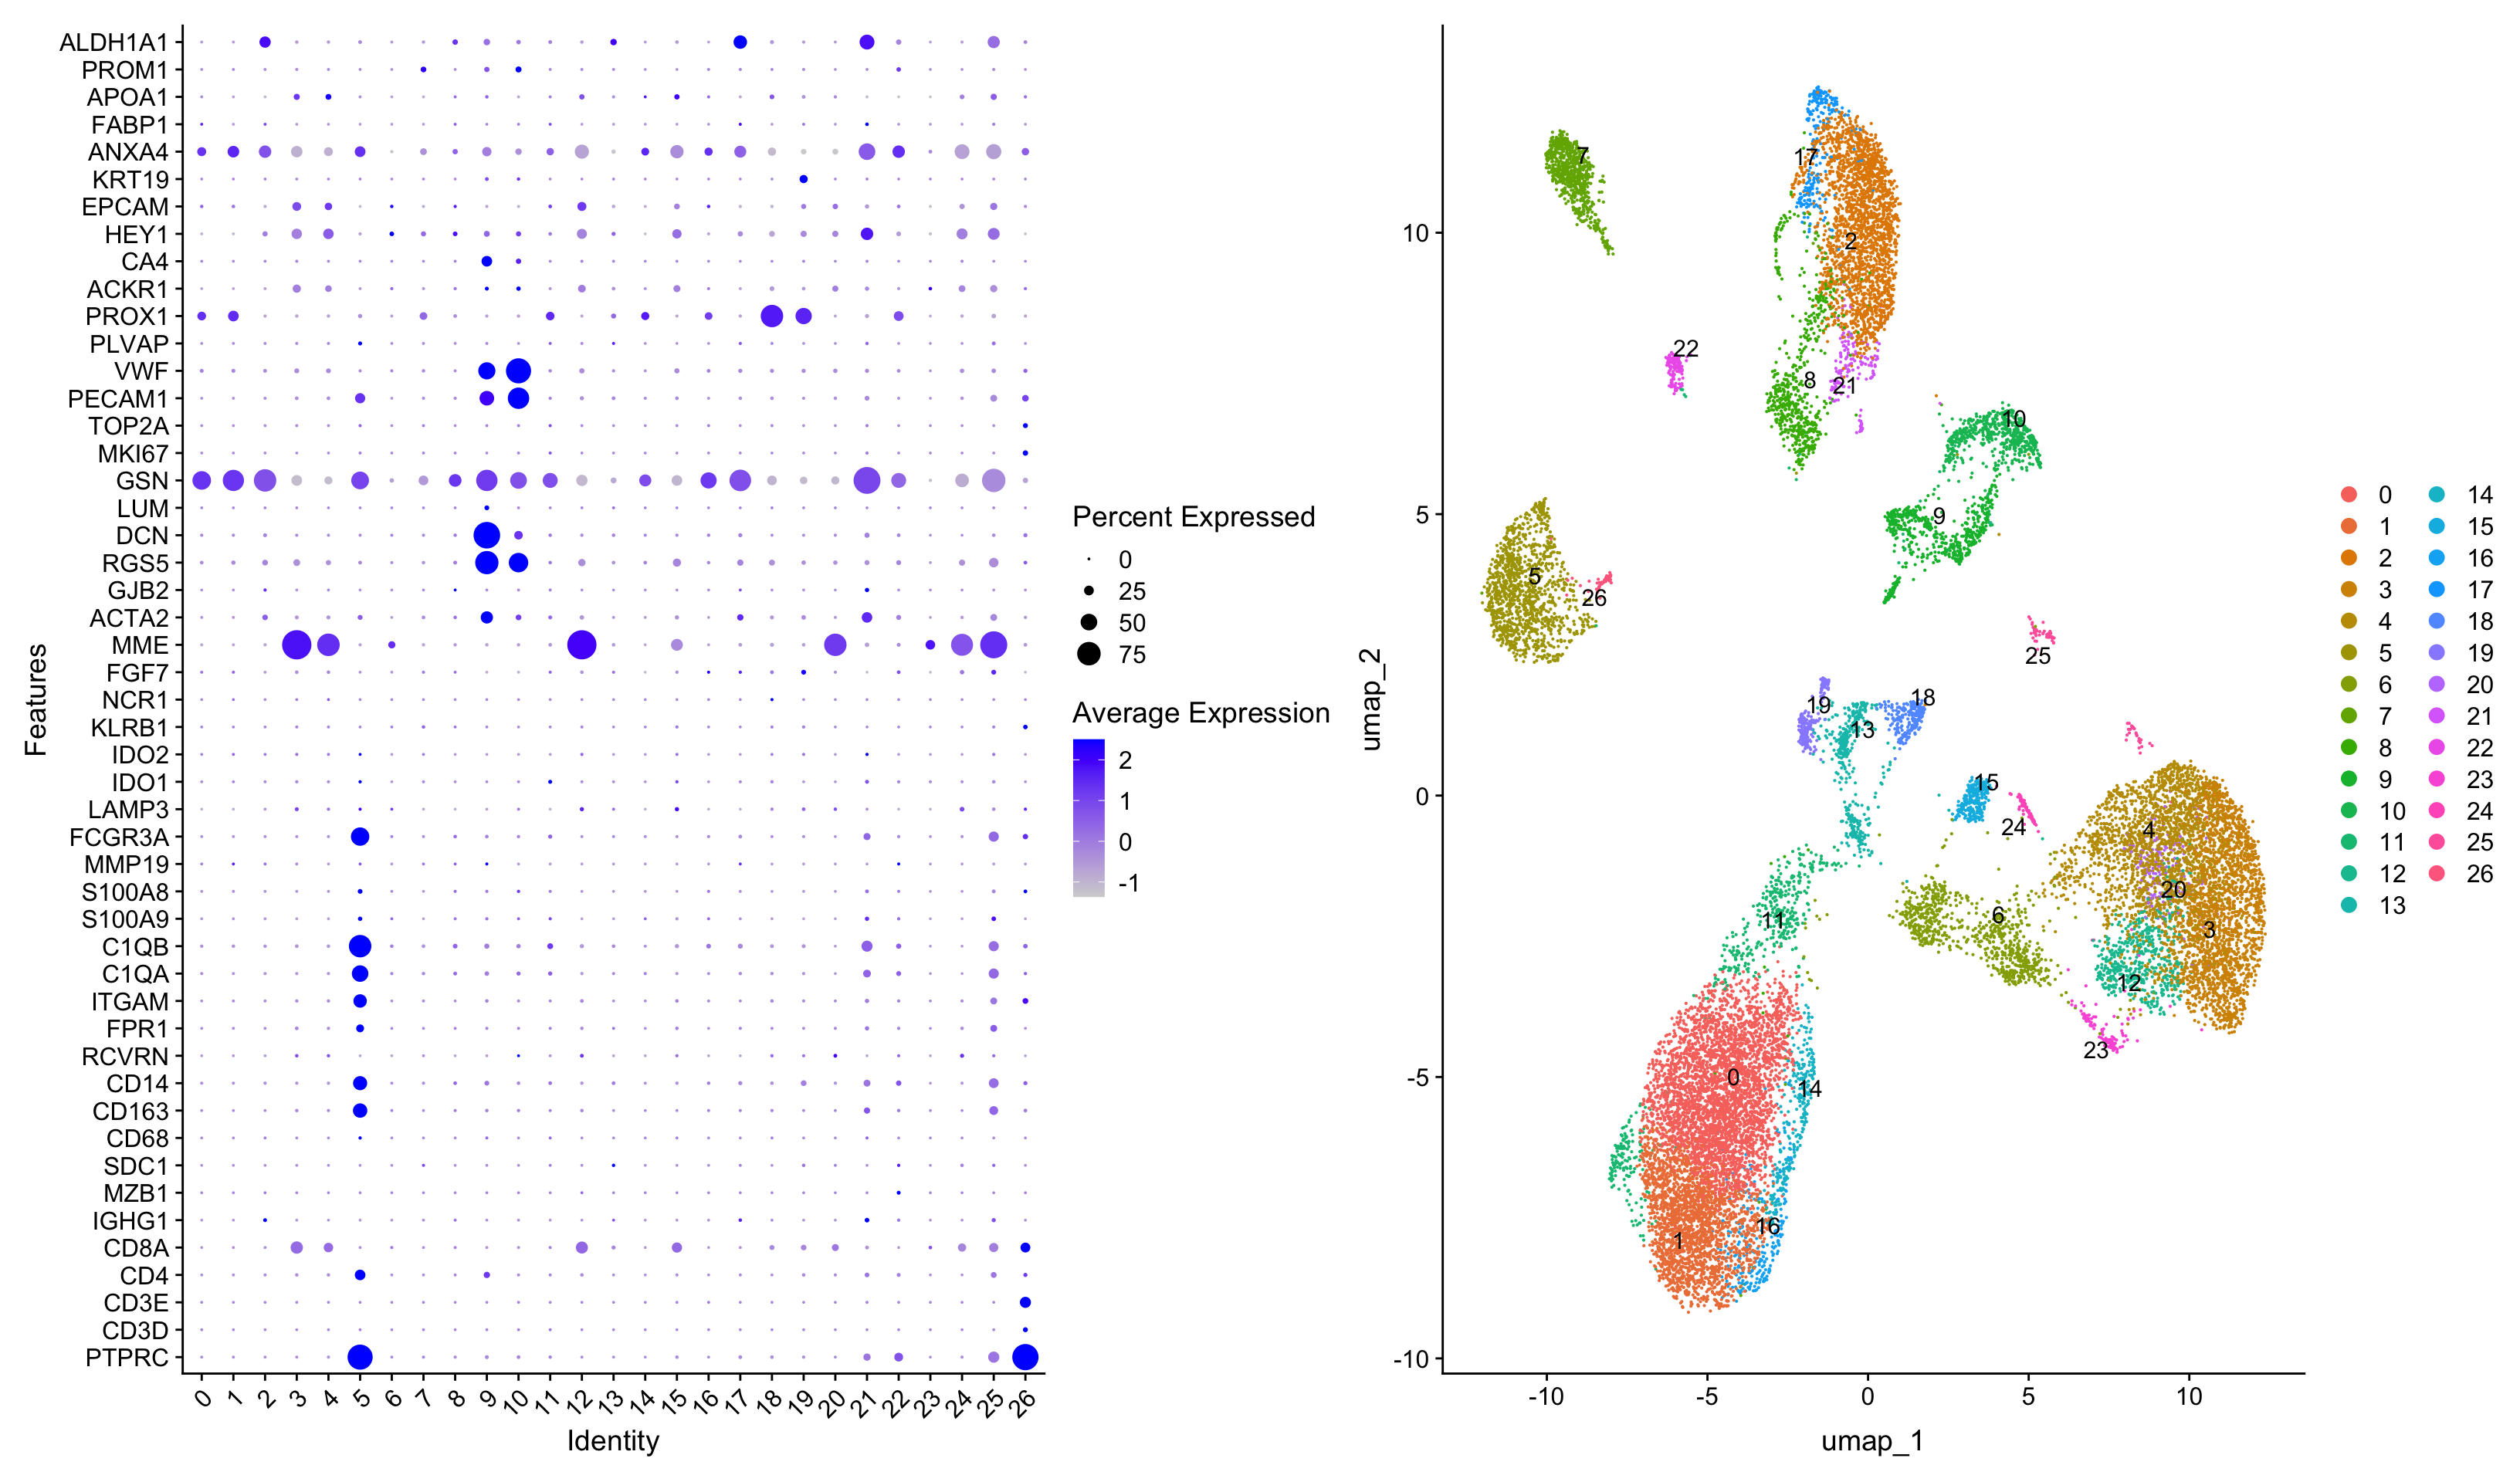 ALDH1A1
PROM1
APOA1
FABP1
ANXA4
KRT19
EPCAM
HEY1
CA4
ACKR1
PROX1
PLVAP
VWF
PECAM1
TOP2A
MKI67
GSN
LUM
DCN
RGS5
GJB2
ACTA2
MME
FGF7
NCR1
KLRB1
IDO2
IDO1
LAMP3
FCGR3A
MMP19
S100A8
S100A9
C1QB
C1QA
ITGAM
FPR1
RCVRN
CD14
CD163
CD68
SDC1
MZB1
IGHG1
CD8A
CD4
CD3E
CD3D
PTPRC
Features
0 1 2 3 4 5 6 7 8 9 10 11 12 13 14 15 16 17 18 19 20 21 22 23 24 25 26
Identity
Percent Expressed
0
25
50
75
Average Expression
2
1
0
-1
umap_2
10
5
0
-5
-10
7
17
2
22
8
21
10
9
5
26
25
19
18
13
15
24
4
20
6
3
11
12
23
0
14
16
1
-10 -5 0 5 10
umap_1
0 14
1 15
2 16
3 17
4 18
5 19
6 20
7 21
8 22
9 23
10 24
11 25
12 26
13